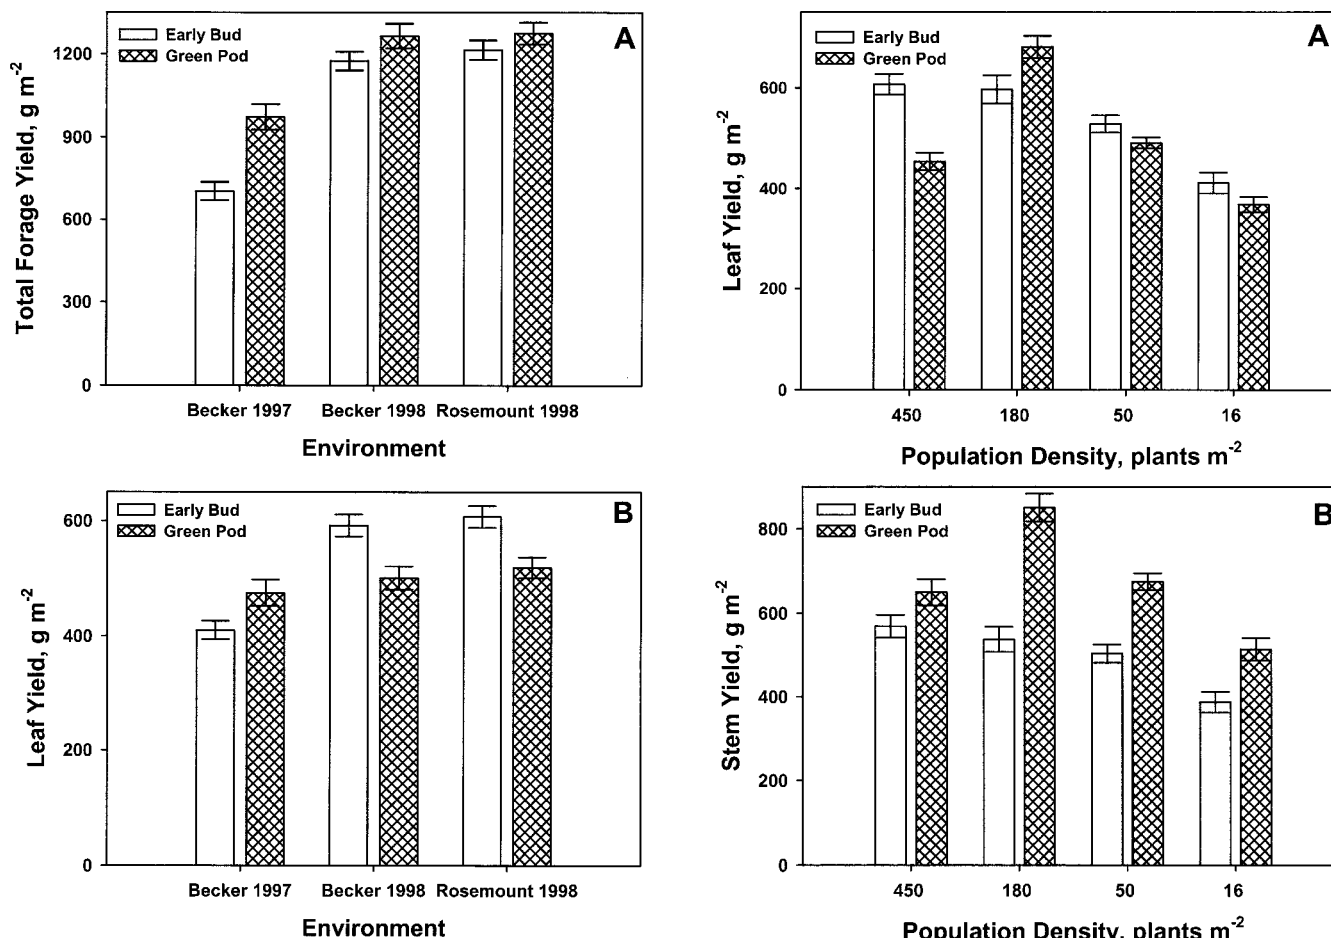 A
Early Bud
Green Pod
1200
900
600
300
0
Total Forage Yield, g m-2
Becker 1997 Becker 1998 Rosemount 1998
Environment
B
Early Bud
Green Pod
600
400
200
0
Leaf Yield, g m-2
Becker 1997 Becker 1998 Rosemount 1998
Environment
A
Early Bud
Green Pod
600
400
200
0
Leaf Yield, g m-2
450 180 50 16
Population Density, plants m-2
B
Early Bud
Green Pod
800
600
400
200
0
Stem Yield, g m-2
450 180 50 16
Population Density, plants m-2